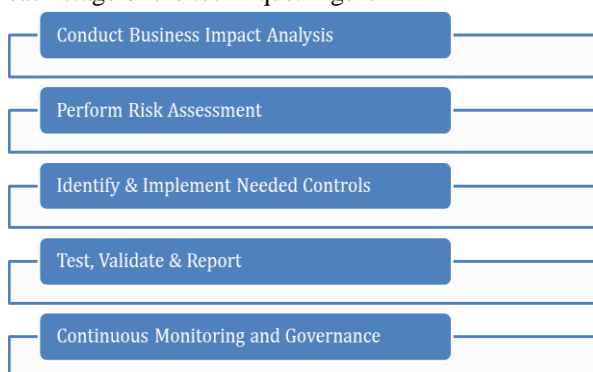 Conduct Business Impact Analysis
Perform Risk Assessment
Identify & Implement Needed Controls
Test, Validate & Report
Continuous Monitoring and Governance